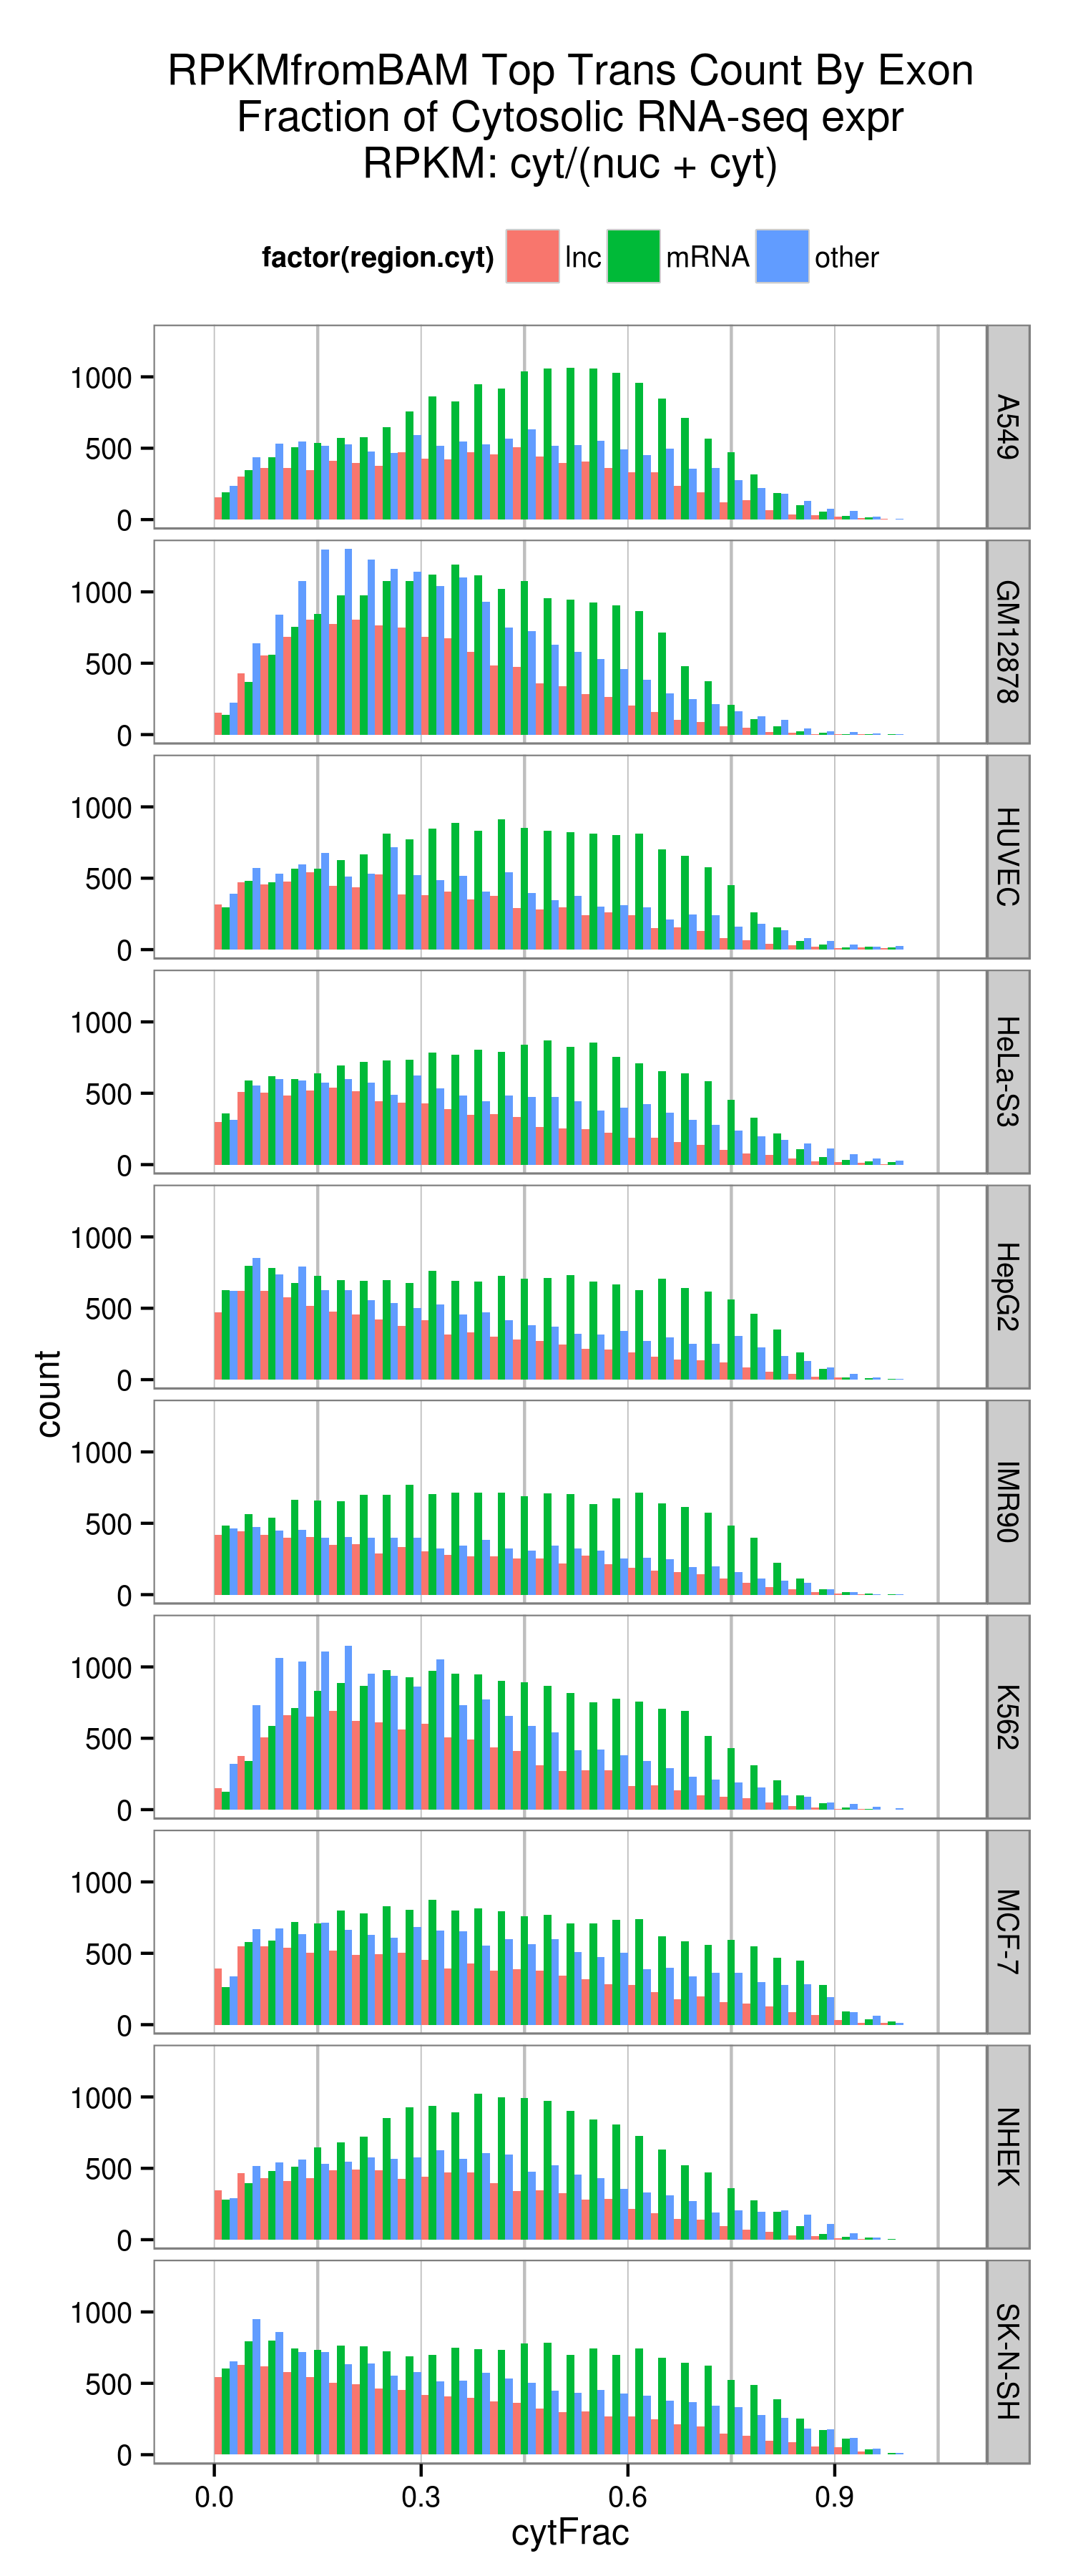 RPKMfromBAM Top Trans Count By Exon
Fraction of Cytosolic RNA-seq expr
RPKM: cyt/(nuc + cyt)
factor(region.cyt) lnc mRNA other
1000
500
0
A549
1000
500
0
GM12878
1000
500
0
HUVEC
1000
500
0
HeLa-S3
1000
500
0
HepG2
count
1000
500
0
IMR90
1000
500
0
K562
1000
500
0
MCF-7
1000
500
0
NHEK
1000
500
0
SK-N-SH
0.0 0.3 0.6 0.9
cytFrac